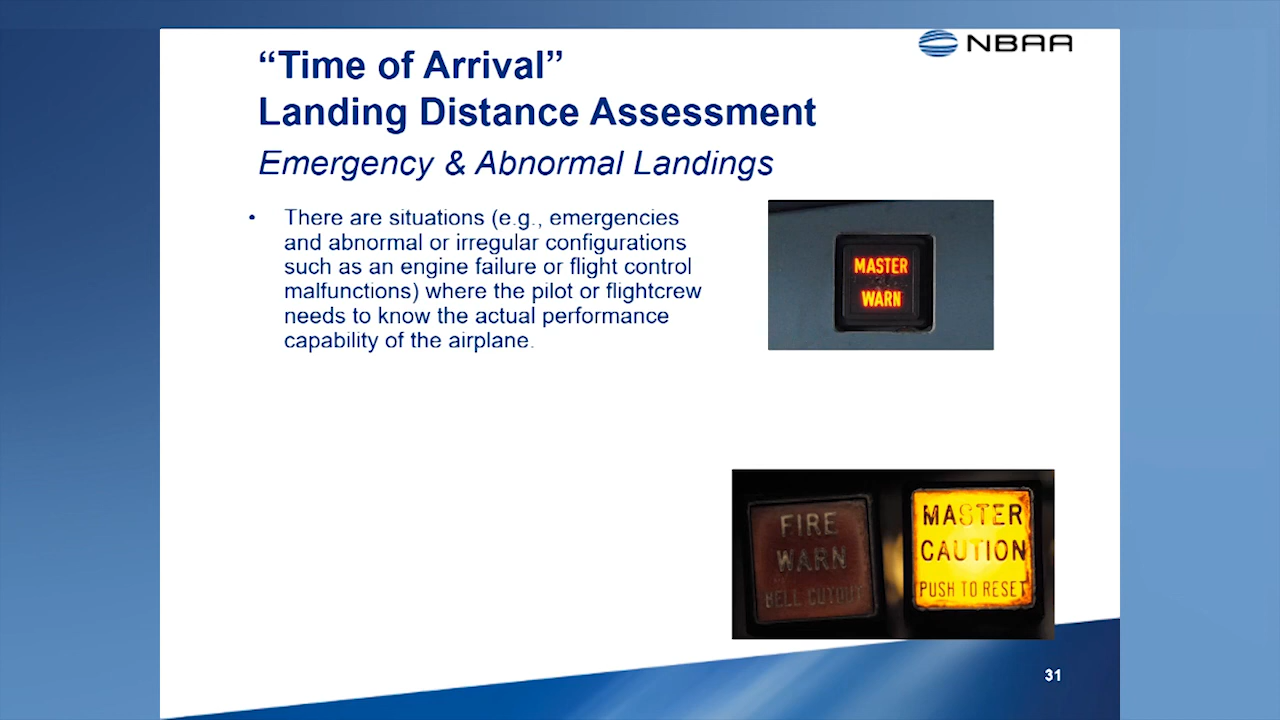 NBAA
“Time of Arrival”
Landing Distance Assessment
Emergency & Abnormal Landings
• There are situations (e.g., emergencies
and abnormal or irregular configurations
such as an engine failure or flight control
malfunctions) where the pilot or flightcrew
needs to know the actual performance
capability of the airplane.
MASTER
WARN
FIRE
WARN
BELL CUTOUT
MASTER
CAUTION
PUSH TO RESET
31